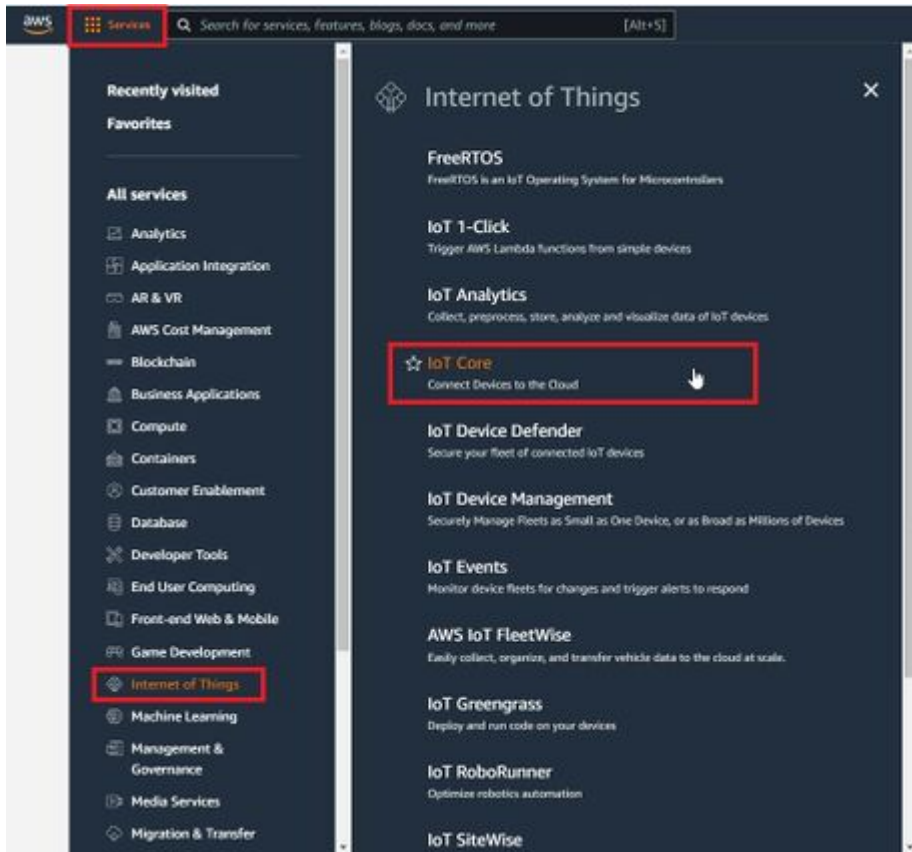 aws
Services
Search for services, features, blogs, docs, and more
[Alt+S]
Recently visited
Favorites
All services
Analytics
Application Integration
AR & VR
AWS Cost Management
Blockchain
Business Applications
Compute
Containers
Customer Enablement
Database
Developer Tools
End User Computing
Front-end Web & Mobile
Game Development
Internet of Things
Machine Learning
Management &
Governance
Media Services
Migration & Transfer
Internet of Things
FreeRTOS
FreeRTOS is an IoT Operating System for Microcontrollers
IoT 1-Click
Trigger AWS Lambda functions from simple devices
IoT Analytics
Collect, preprocess, store, analyze and visualize data of IoT devices
IoT Core
Connect Devices to the Cloud
IoT Device Defender
Secure your fleet of connected IoT devices
IoT Device Management
Securely Manage Fleets as Small as One Device, or as Broad as Millions of Devices
IoT Events
Monitor device fleets for changes and trigger alerts to respond
AWS IoT FleetWise
Easily collect, organize, and transfer vehicle data to the cloud at scale.
IoT Greengrass
Deploy and run code on your devices
IoT RoboRunner
Optimize robotics automation
IoT SiteWise